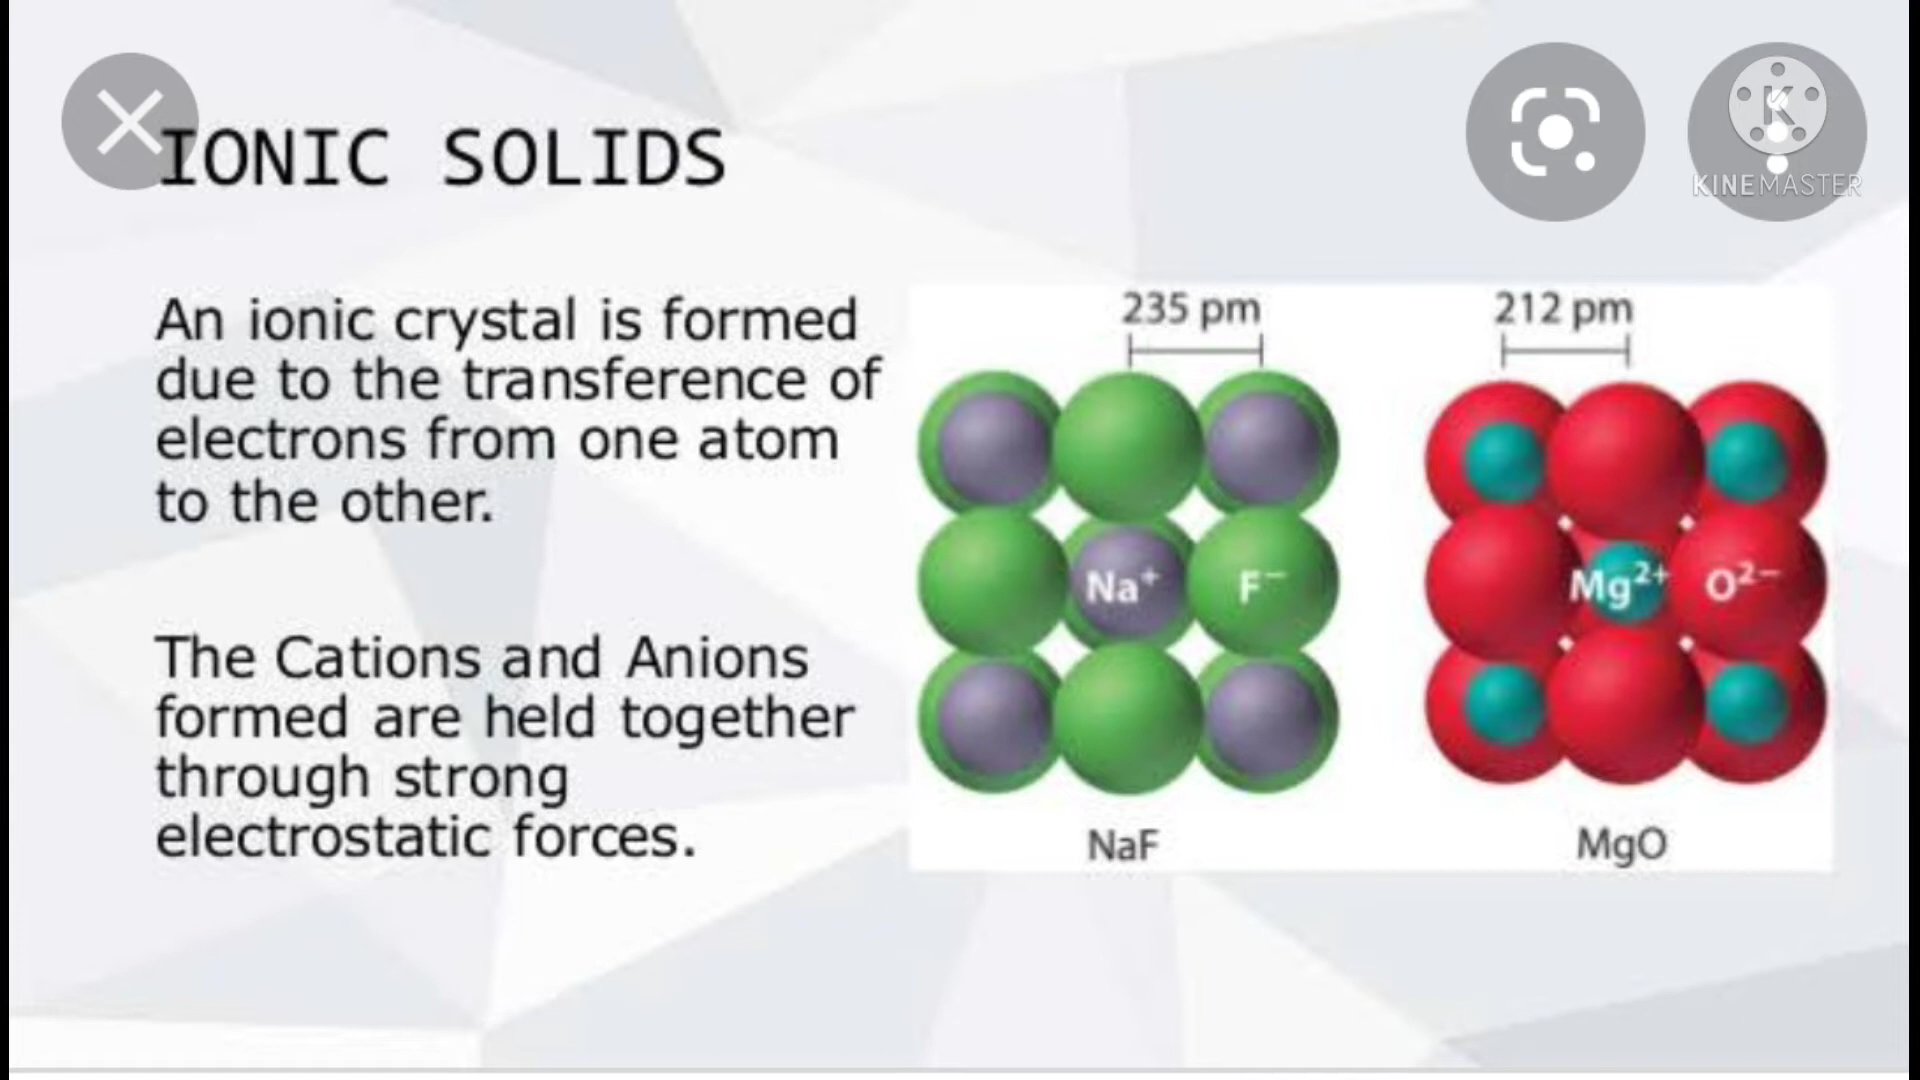 IONIC SOLIDS
KINEMASTER
An ionic crystal is formed
due to the transference of
electrons from one atom
to the other.
The Cations and Anions
formed are held together
through strong
electrostatic forces.
235 pm
212 pm
Na⁺
F⁻
Mg²⁺
O²⁻
NaF
MgO